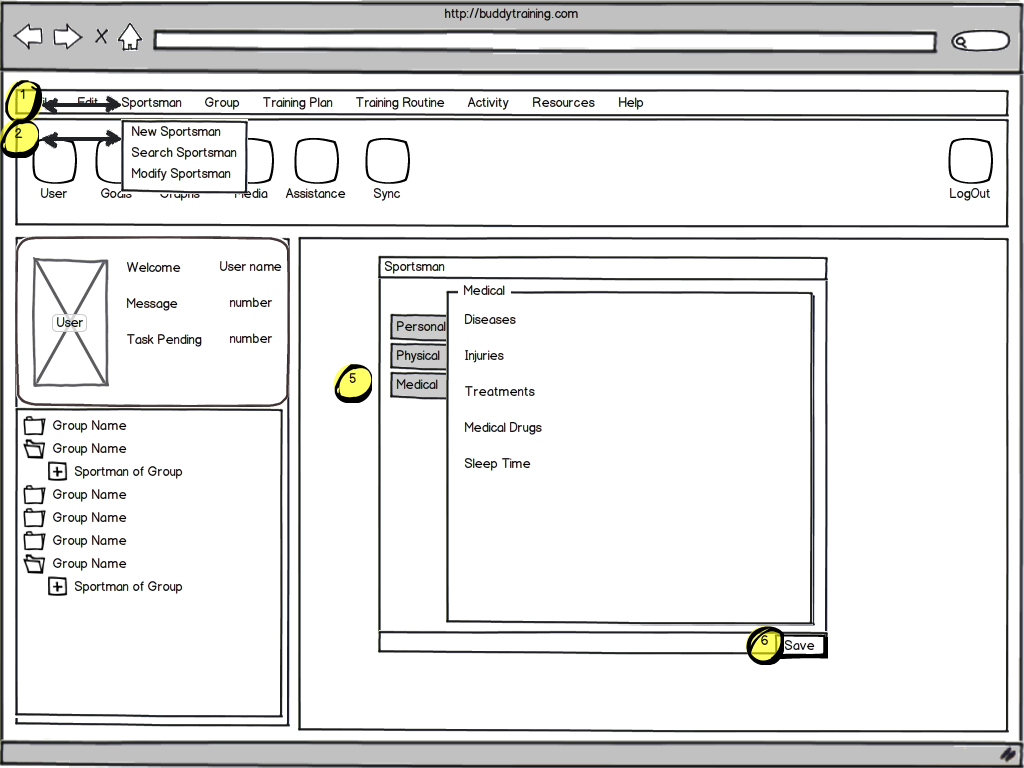 http://buddytraining.com
1
Edit Sportsman Group Training Plan Training Routine Activity Resources Help
2
New Sportsman
Search Sportsman
Modify Sportsman
User Goals Graphs Media Assistance Sync LogOut
Welcome User name
Message number
User
Task Pending number
Group Name
Group Name
Sportman of Group
Group Name
Group Name
Group Name
Group Name
Sportman of Group
Sportsman
Medical
Personal
Physical
Medical
5
Diseases
Injuries
Treatments
Medical Drugs
Sleep Time
6
Save